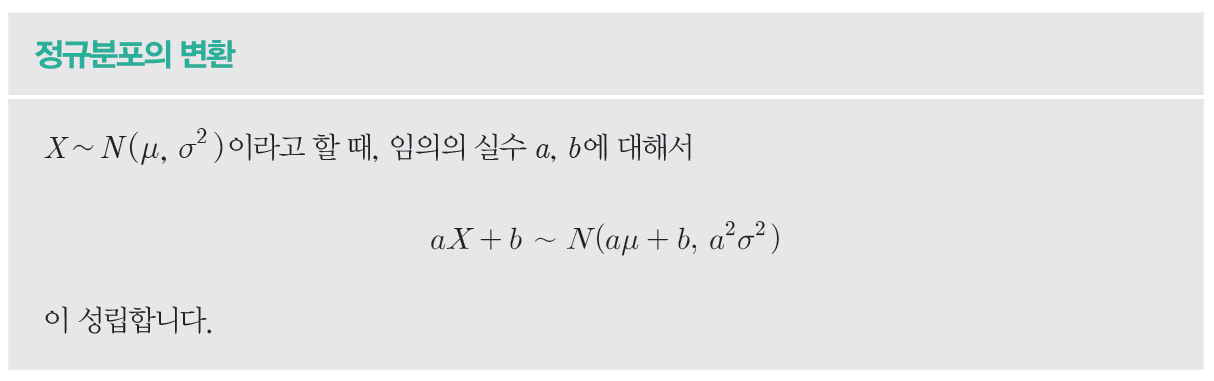 정규분포의 변환
X ~ N(μ, σ²)이라고 할 때, 임의의 실수 a, b에 대해서
aX + b ~ N(aμ + b, a²σ²)
이 성립합니다.